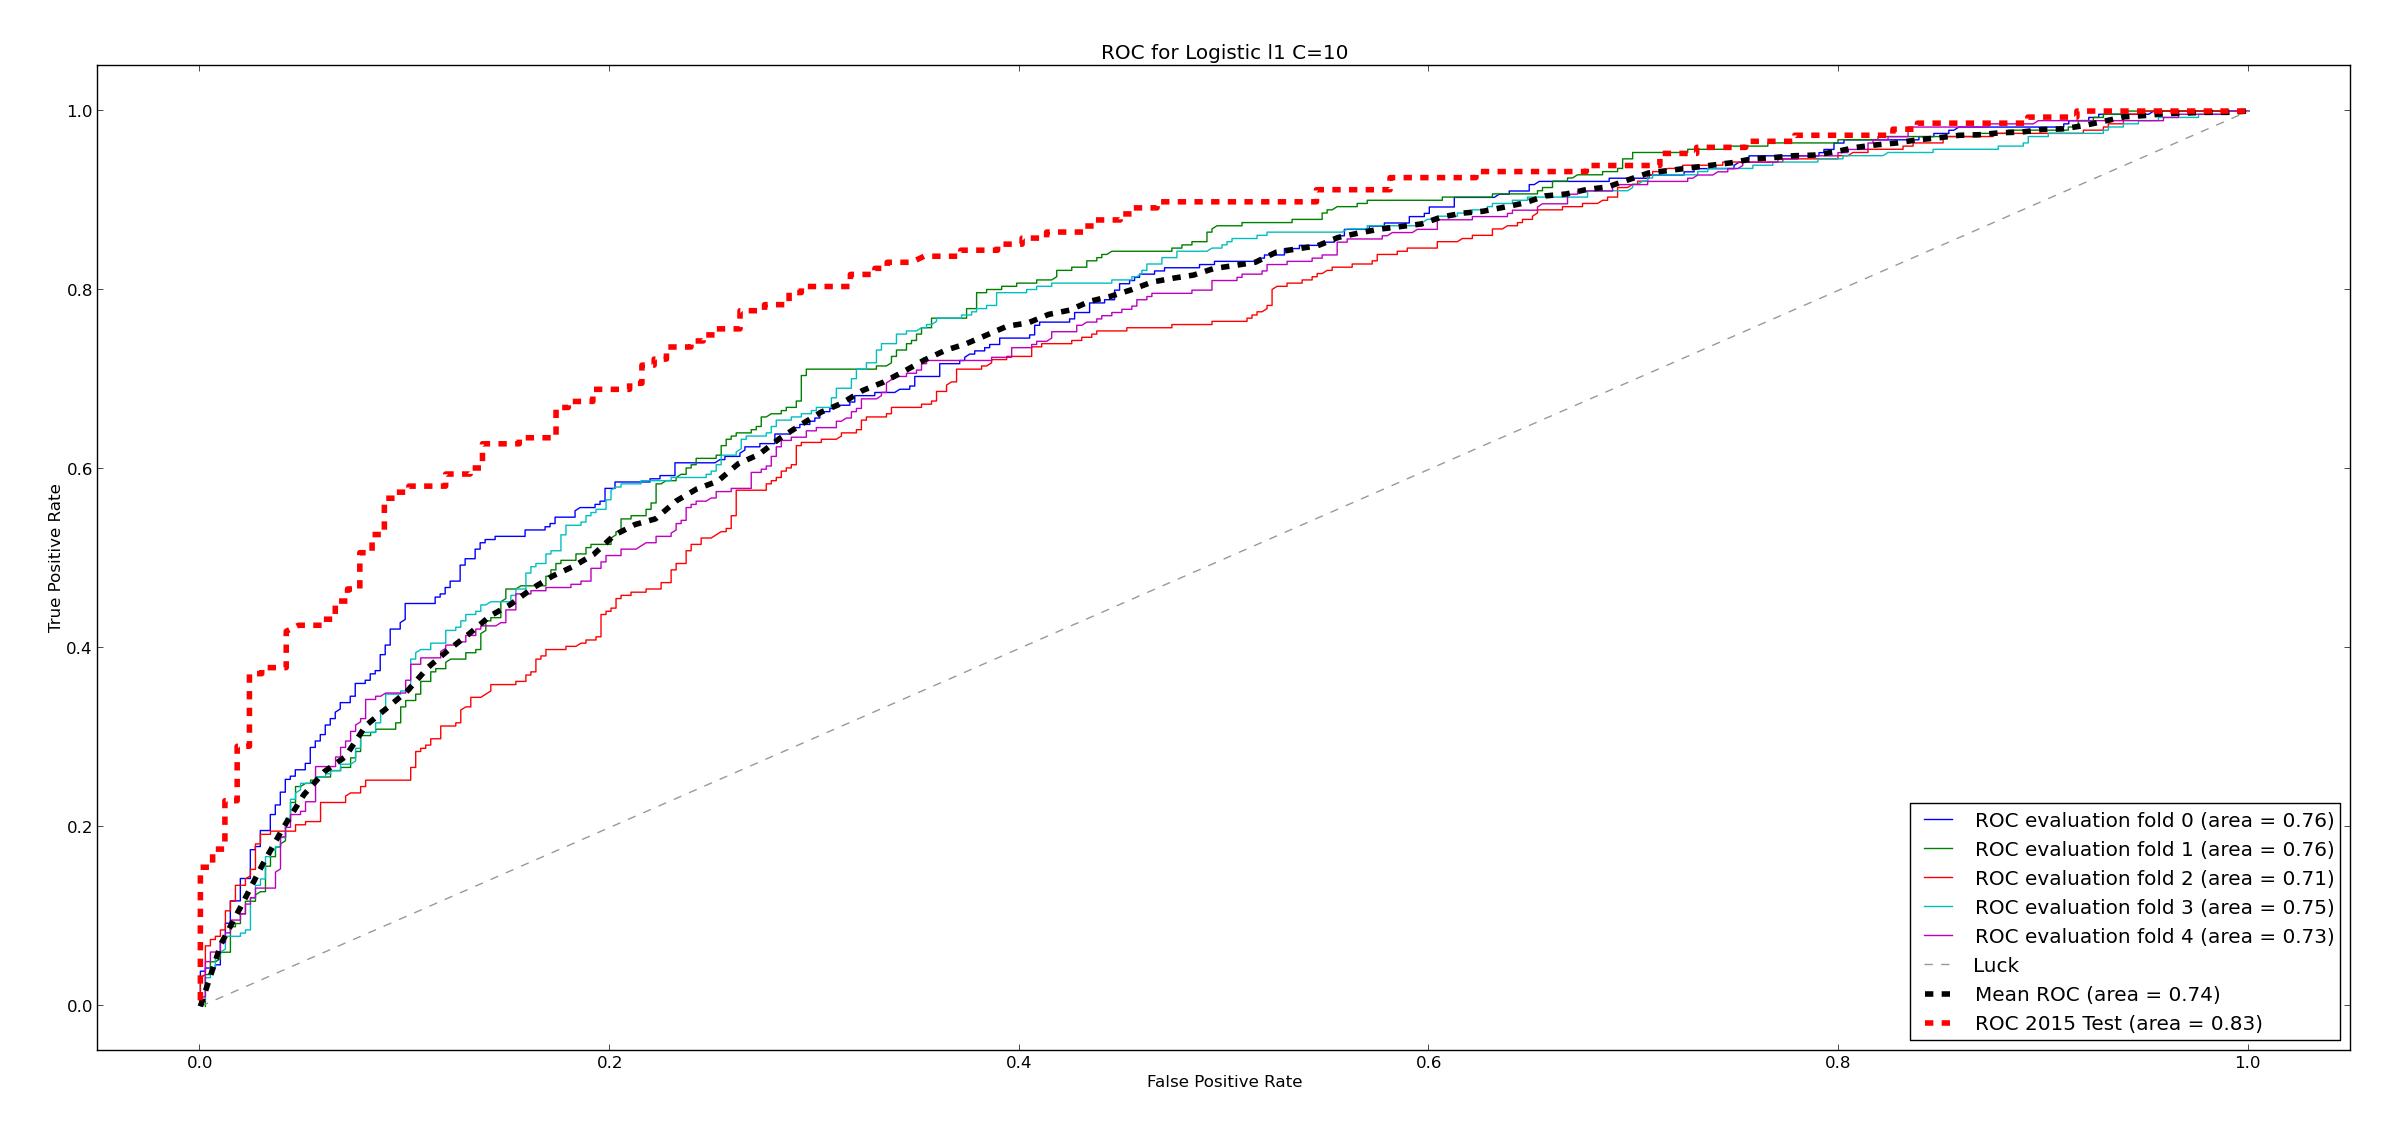 ROC for Logistic l1 C=10
True Positive Rate
1.0
0.8
0.6
0.4
0.2
0.0
ROC evaluation fold 0 (area = 0.76)
ROC evaluation fold 1 (area = 0.76)
ROC evaluation fold 2 (area = 0.71)
ROC evaluation fold 3 (area = 0.75)
ROC evaluation fold 4 (area = 0.73)
Luck
Mean ROC (area = 0.74)
ROC 2015 Test (area = 0.83)
0.0 0.2 0.4 0.6 0.8 1.0
False Positive Rate